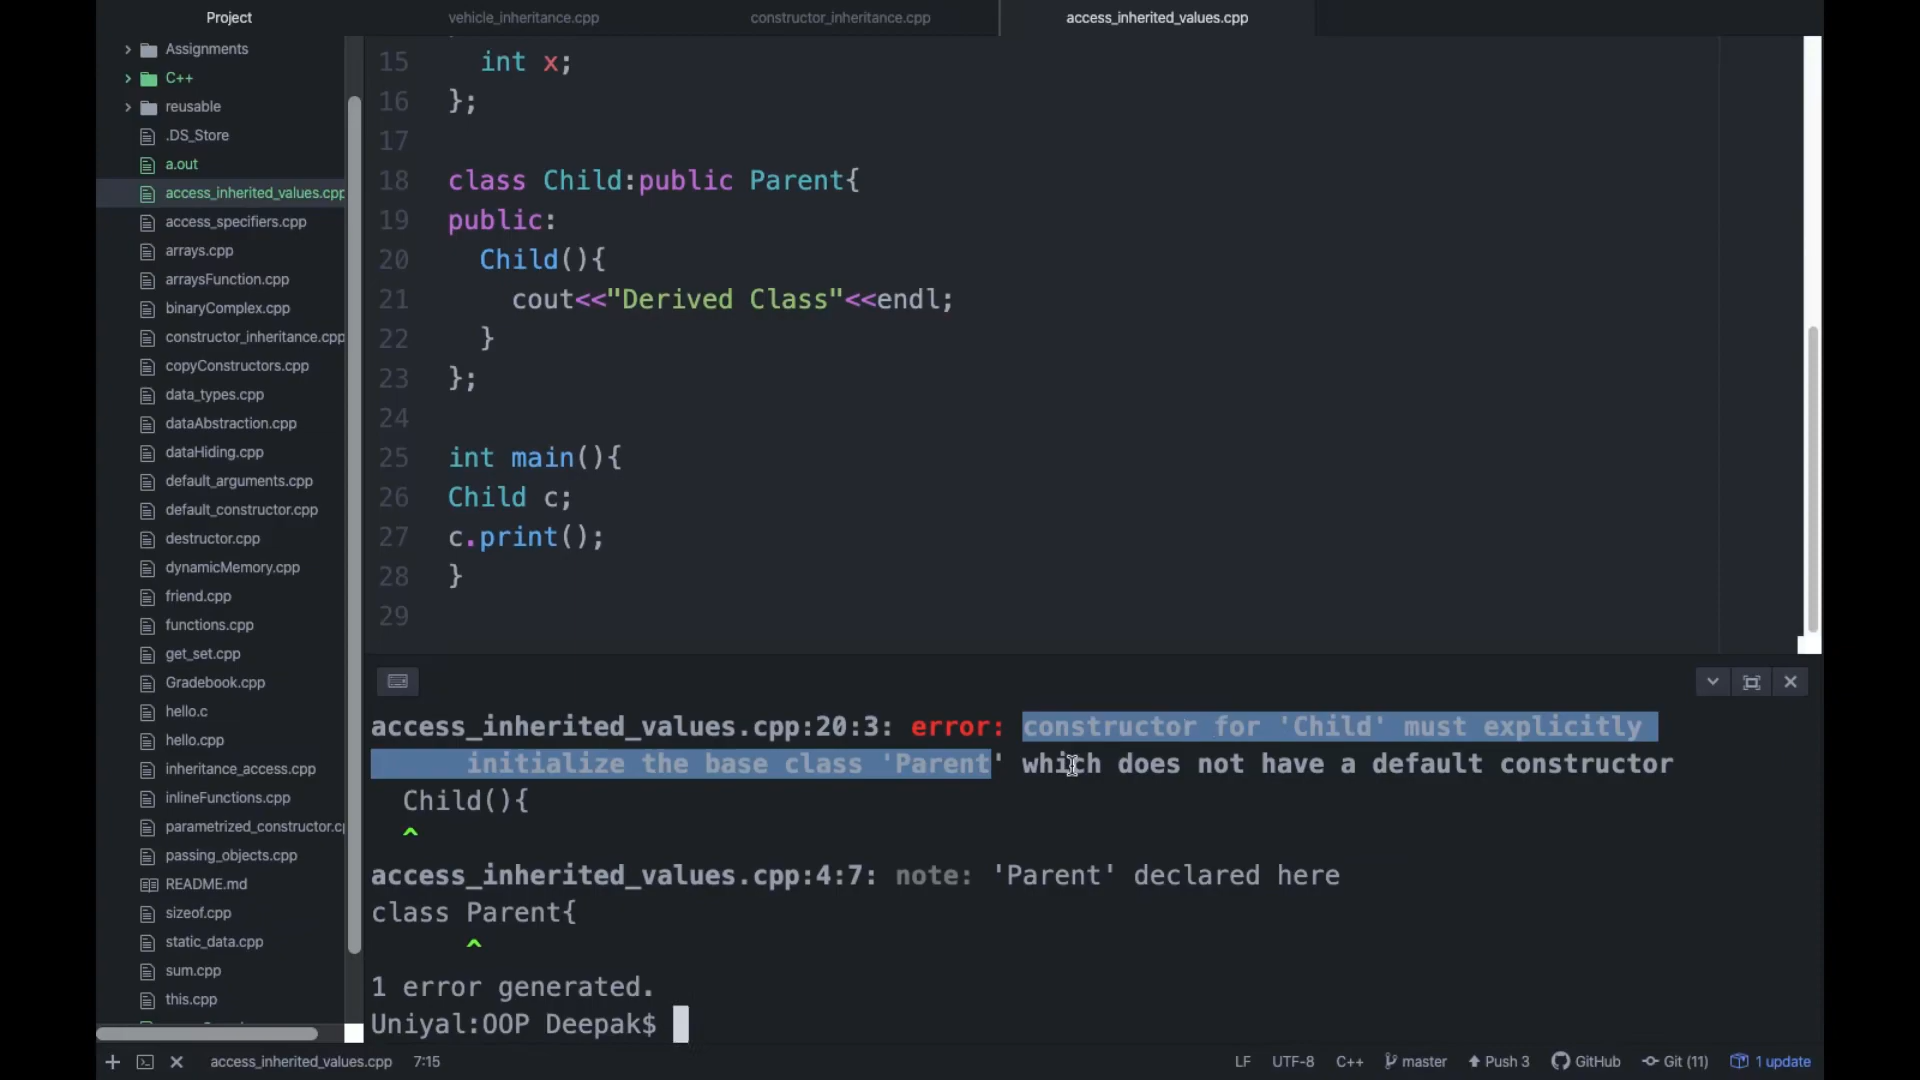 Project
vehicle_inheritance.cpp
constructor_inheritance.cpp
access_inherited_values.cpp
Assignments
C++
reusable
.DS_Store
a.out
access_inherited_values.cpp
access_specifiers.cpp
arrays.cpp
arraysFunction.cpp
binaryComplex.cpp
constructor_inheritance.cpp
copyConstructors.cpp
data_types.cpp
dataAbstraction.cpp
dataHiding.cpp
default_arguments.cpp
default_constructor.cpp
destructor.cpp
dynamicMemory.cpp
friend.cpp
functions.cpp
get_set.cpp
Gradebook.cpp
hello.c
hello.cpp
inheritance_access.cpp
inlineFunctions.cpp
parametrized_constructor.c
passing_objects.cpp
README.md
sizeof.cpp
static_data.cpp
sum.cpp
this.cpp
15 int x;
16 };
17
18 class Child:public Parent{
19 public:
20 Child(){
21 cout<<"Derived Class"<<endl;
22 }
23 };
24
25 int main(){
26 Child c;
27 c.print();
28 }
29
access_inherited_values.cpp:20:3: error: constructor for 'Child' must explicitly
initialize the base class 'Parent' which does not have a default constructor
Child(){
^
access_inherited_values.cpp:4:7: note: 'Parent' declared here
class Parent{
^
1 error generated.
Uniyal:OOP Deepak$
access_inherited_values.cpp 7:15
LF UTF-8 C++ master Push 3 GitHub Git (11) 1 update